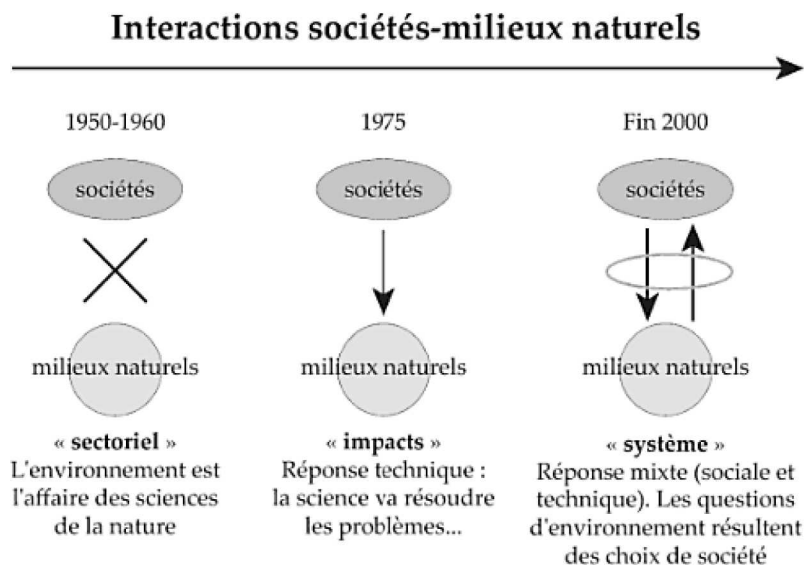 Interactions sociétés-milieux naturels
1950-1960
1975
Fin 2000
sociétés
sociétés
sociétés
milieux naturels
milieux naturels
milieux naturels
« sectoriel »
L'environnement est
l'affaire des sciences
de la nature
« impacts »
Réponse technique :
la science va résoudre
les problèmes...
« système »
Réponse mixte (sociale et
technique). Les questions
d'environnement résultent
des choix de société